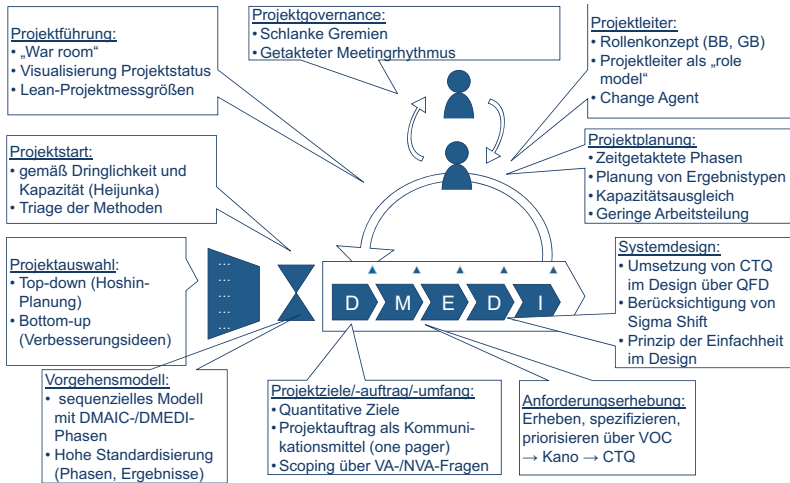 Projektgovernance:
• Schlanke Gremien
• Getakteter Meetingrhythmus
Projektführung:
• „War room“
• Visualisierung Projektstatus
• Lean-Projektmessgrößen
Projektleiter:
• Rollenkonzept (BB, GB)
• Projektleiter als „role
model“
• Change Agent
Projektstart:
• gemäß Dringlichkeit und
Kapazität (Heijunka)
• Triage der Methoden
Projektplanung:
• Zeitgetaktete Phasen
• Planung von Ergebnistypen
• Kapazitätsausgleich
• Geringe Arbeitsteilung
Projektauswahl:
• Top-down (Hoshin-
Planung)
• Bottom-up
(Verbesserungsideen)
…
…
…
…
…
D M E D I
Systemdesign:
• Umsetzung von CTQ
im Design über QFD
• Berücksichtigung von
Sigma Shift
• Prinzip der Einfachheit
im Design
Vorgehensmodell:
• sequenzielles Modell
mit DMAIC-/DMEDI-
Phasen
• Hohe Standardisierung
(Phasen, Ergebnisse)
Projektziele/-auftrag/-umfang:
• Quantitative Ziele
• Projektauftrag als Kommuni-
kationsmittel (one pager)
• Scoping über VA-/NVA-Fragen
Anforderungserhebung:
Erheben, spezifizieren,
priorisieren über VOC
→ Kano → CTQ